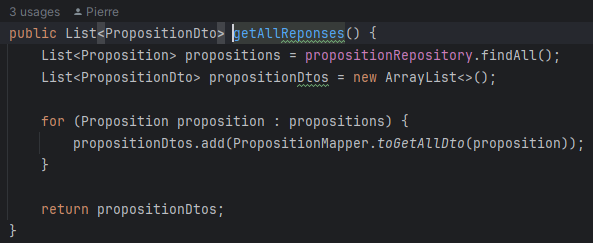 3 usages Pierre
public List<PropositionDto> getAllReponses() {
    List<Proposition> propositions = propositionRepository.findAll();
    List<PropositionDto> propositionDtos = new ArrayList<>();
    for (Proposition proposition : propositions) {
        propositionDtos.add(PropositionMapper.toGetAllDto(proposition));
    }
    return propositionDtos;
}